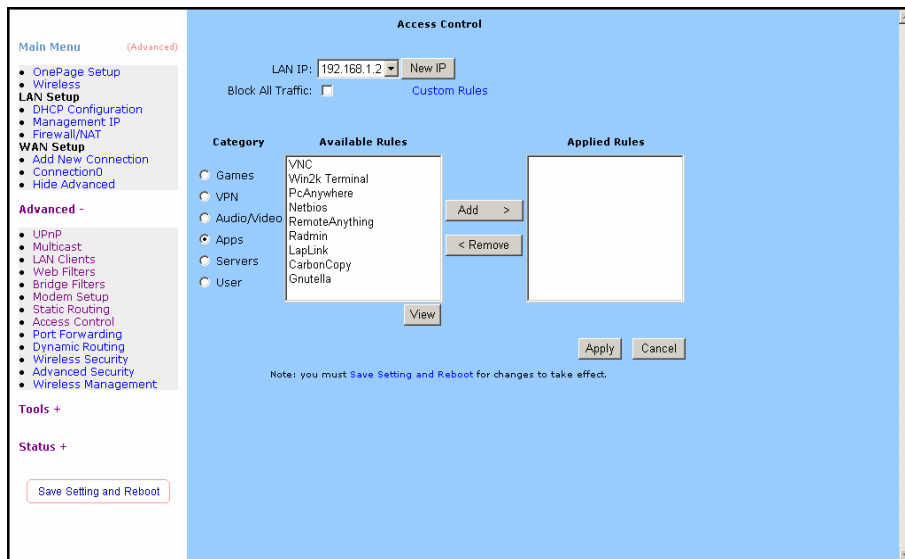 Access Control
Main Menu (Advanced)
OnePage Setup
Wireless
LAN Setup
DHCP Configuration
Management IP
Firewall/NAT
WAN Setup
Add New Connection
Connection0
Hide Advanced
Advanced -
UPnP
Multicast
LAN Clients
Web Filters
Bridge Filters
Modem Setup
Static Routing
Access Control
Port Forwarding
Dynamic Routing
Wireless Security
Advanced Security
Wireless Management
Tools +
Status +
Save Setting and Reboot
LAN IP: 192.168.1.2 New IP
Block All Traffic: Custom Rules
Category Available Rules Applied Rules
Games
VPN
Audio/Video
Apps
Servers
User
VNC
Win2k Terminal
PcAnywhere
Netbios
RemoteAnything
Radmin
LapLink
CarbonCopy
Gnutella
Add >
< Remove
View
Apply Cancel
Note: you must Save Setting and Reboot for changes to take effect.